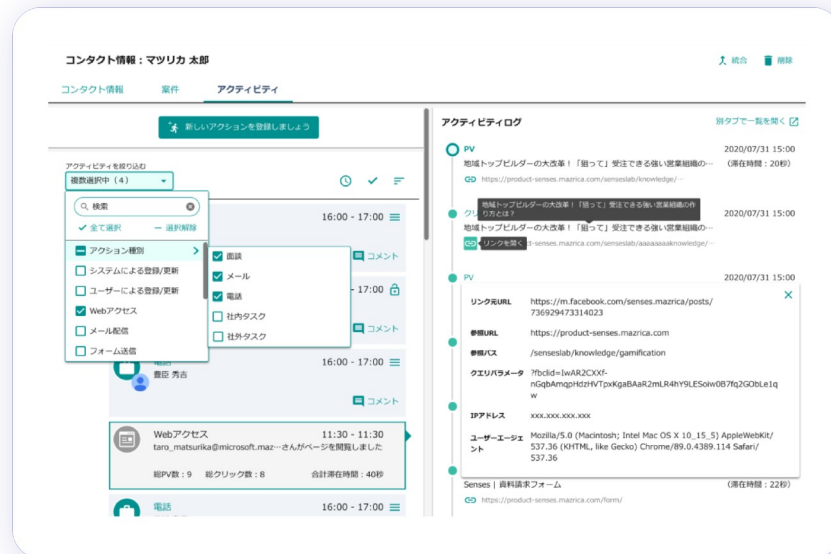 コンタクト情報：マツリカ 太郎
統合
削除
コンタクト情報
案件
アクティビティ
新しいアクションを登録しましょう
アクティビティを絞り込む
複数選択中（4）
検索
全て選択
選択解除
アクション種別
システムによる登録/更新
ユーザーによる登録/更新
Webアクセス
メール配信
フォーム送信
面談
メール
電話
社内タスク
社外タスク
16:00 - 17:00
コメント
- 17:00
コメント
16:00 - 17:00
豊臣 秀吉
コメント
Webアクセス
11:30 - 11:30
taro_matsurika@microsoft.maz…さんがページを閲覧しました
総PV数：9
総クリック数：8
合計滞在時間：40秒
電話
16:00 - 17:00
アクティビティログ
別タブで一覧を開く
PV
2020/07/31 15:00
地域トップビルダーの大改革！「狙って」受注できる強い営業組織の…
（滞在時間：20秒）
https://product-senses.mazrica.com/senseslab/knowledge/…
地域トップビルダーの大改革！「狙って」受注できる強い営業組織の作
り方とは？
2020/07/31 15:00
地域トップビルダーの大改革！「狙って」受注できる強い営業組織の…
リンクを開く
t-senses.mazrica.com/senseslab/aaaaaaaaknowledge/…
PV
2020/07/31 15:00
リンク元URL
https://m.facebook.com/senses.mazrica/posts/
736929473314023
参照URL
https://product-senses.mazrica.com
参照パス
/senseslab/knowledge/gamification
クエリパラメータ
?fbclid=IwAR2CXXf-
nGqbAmqpHdzHVTpxKgaBAaR2mLR4hY9LESoiw0B7fq2GObLe1q
w
IPアドレス
xxx.xxx.xxx.xxx
ユーザーエージェ
ント
Mozilla/5.0 (Macintosh; Intel Mac OS X 10_15_5) AppleWebKit/
537.36 (KHTML, like Gecko) Chrome/89.0.4389.114 Safari/
537.36
Senses | 資料請求フォーム
（滞在時間：22秒）
https://product-senses.mazrica.com/form/